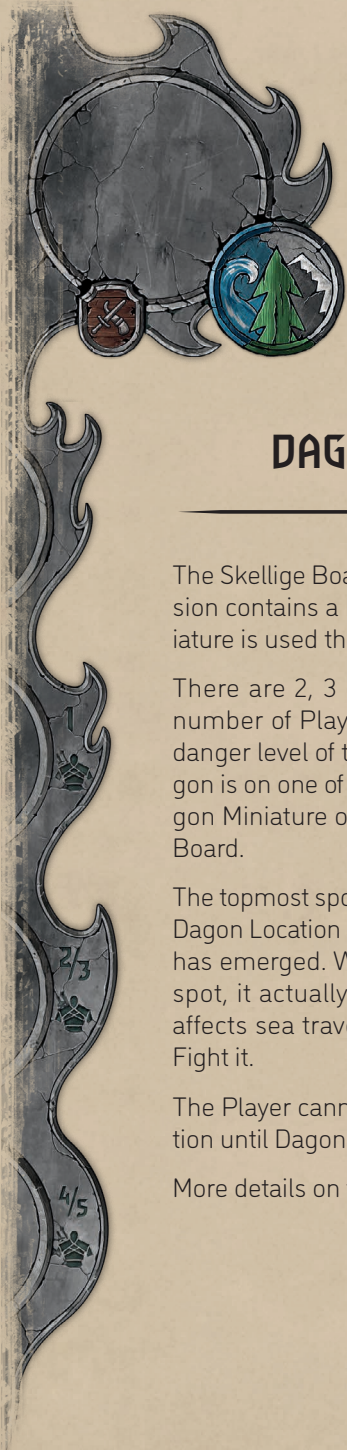 DAG
The Skellige Boa
sion contains a
iature is used th
There are 2, 3
number of Play
danger level of t
gon is on one of
gon Miniature o
Board.
The topmost spo
Dagon Location
has emerged. W
spot, it actually
affects sea trav
Fight it.
The Player cann
tion until Dagon
More details on
1
2/3
4/5